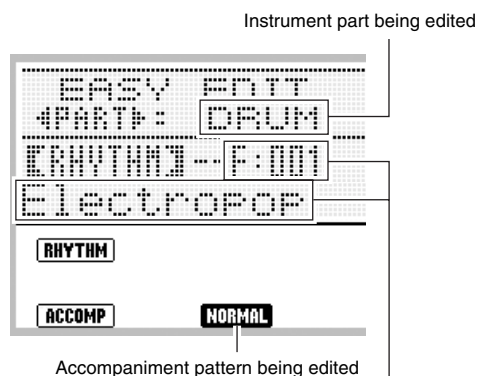 Instrument part being edited
EASY EDIT
◀PART▶: DRUM
【RHYTHM】--F:001
Electropop
RHYTHM
ACCOMP NORMAL
Accompaniment pattern being edited